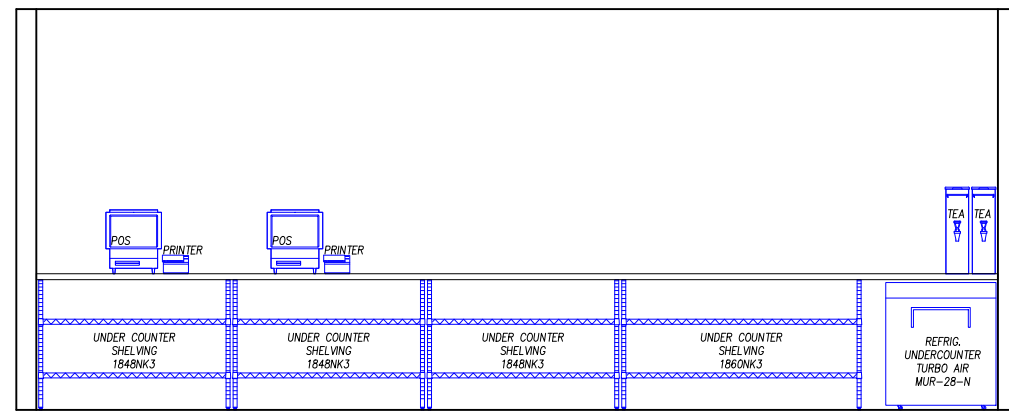 TEA TEA
POS
PRINTER
POS
PRINTER
UNDER COUNTER
SHELVING
1848NK3
UNDER COUNTER
SHELVING
1848NK3
UNDER COUNTER
SHELVING
1848NK3
UNDER COUNTER
SHELVING
1860NK3
REFRIG.
UNDERCOUNTER
TURBO AIR
MUR-28-N